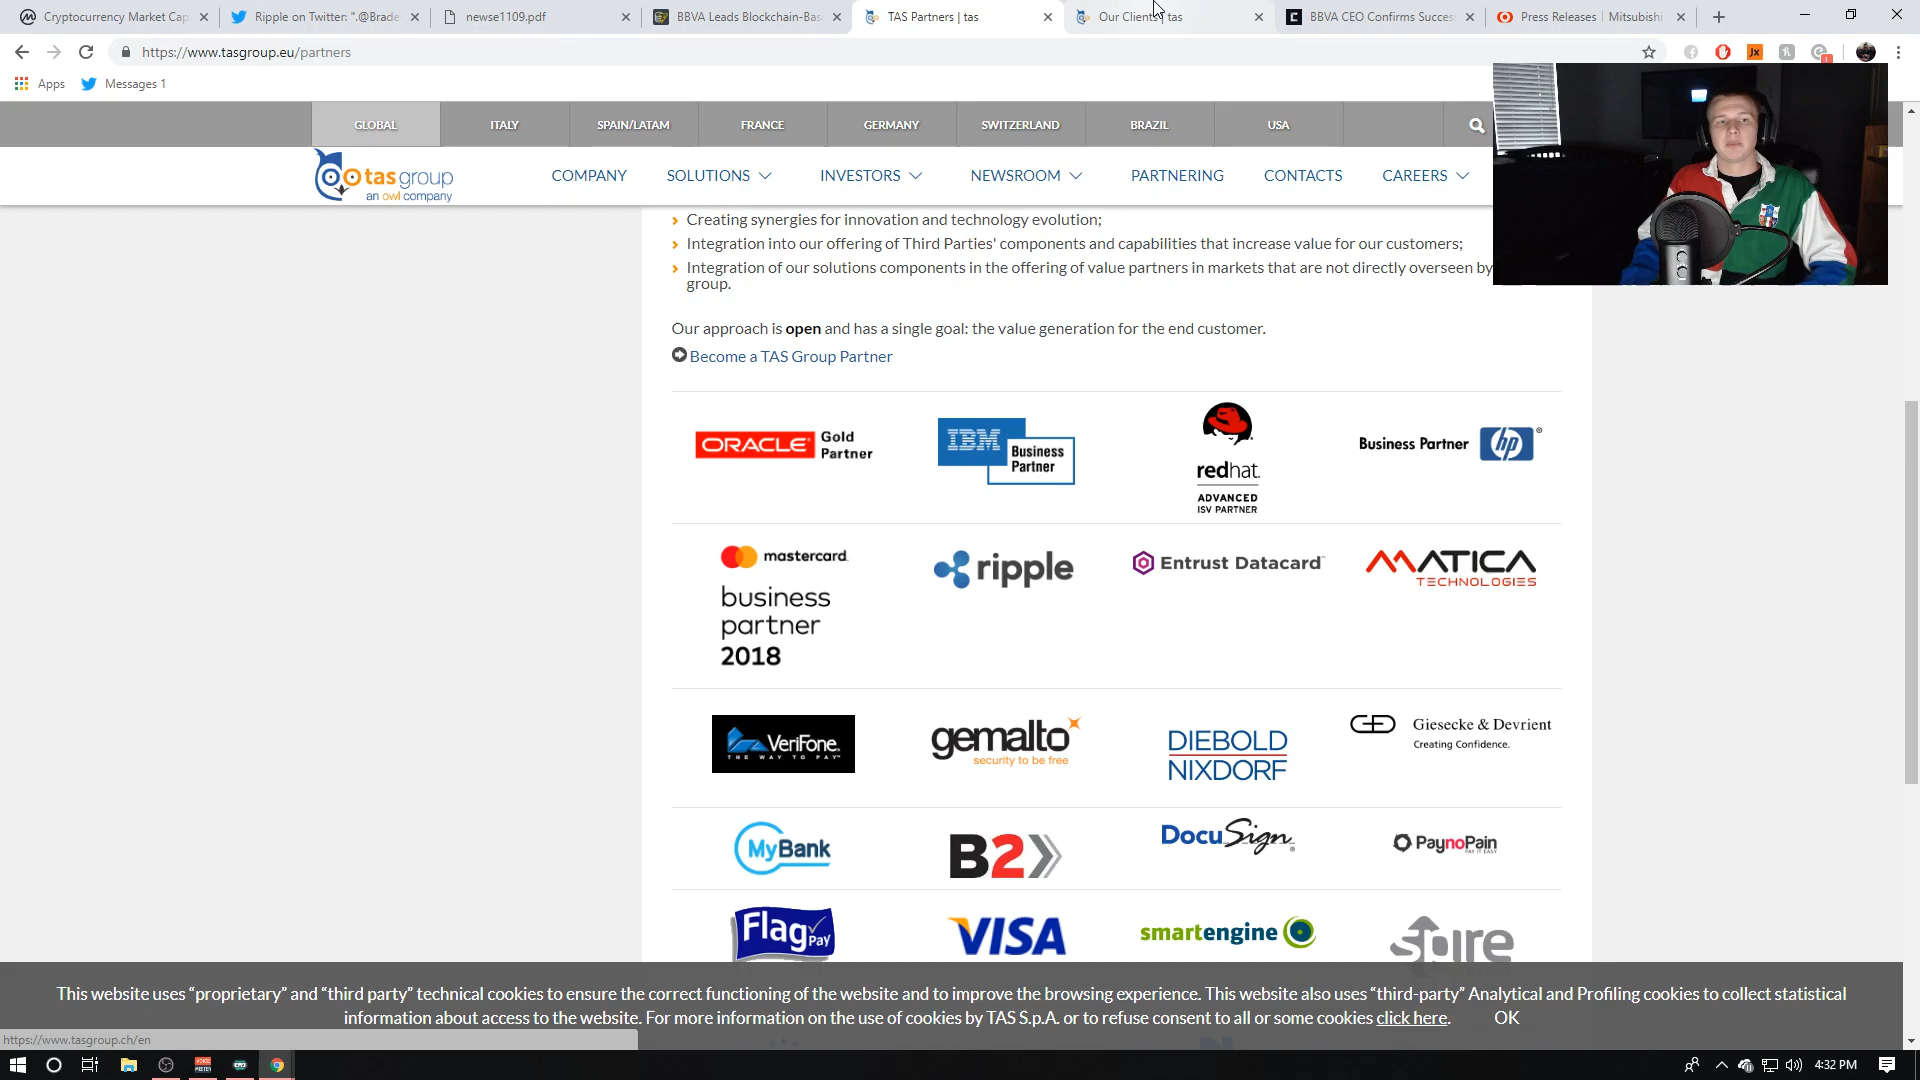 Cryptocurrency Market Cap
Ripple on Twitter: ".@Brade
newse1109.pdf
BBVA Leads Blockchain-Bas
TAS Partners | tas
Our Clients tas
BBVA CEO Confirms Succes
Press Releases | Mitsubishi
https://www.tasgroup.eu/partners
Apps
Messages 1
GLOBAL ITALY SPAIN/LATAM FRANCE GERMANY SWITZERLAND BRAZIL USA
tas group
an owl company
COMPANY SOLUTIONS INVESTORS NEWSROOM PARTNERING CONTACTS CAREERS
Creating synergies for innovation and technology evolution;
Integration into our offering of Third Parties' components and capabilities that increase value for our customers;
Integration of our solutions components in the offering of value partners in markets that are not directly overseen by
group.
Our approach is open and has a single goal: the value generation for the end customer.
Become a TAS Group Partner
ORACLE® Gold
Partner
IBM
Business
Partner
redhat.
ADVANCED
ISV PARTNER
Business Partner hp®
mastercard.
business
partner
2018
ripple
Entrust Datacard™
MATICA
TECHNOLOGIES
VeriFone.
THE WAY TO PAY™
gemalto
security to be free
DIEBOLD
NIXDORF
Giesecke & Devrient
Creating Confidence.
MyBank
B2
DocuSign®
PaynoPain
PAY IT EASY
Flag
Pay
VISA
smartengine
spire
This website uses “proprietary” and “third party” technical cookies to ensure the correct functioning of the website and to improve the browsing experience. This website also uses “third-party” Analytical and Profiling cookies to collect statistical
information about access to the website. For more information on the use of cookies by TAS S.p.A. or to refuse consent to all or some cookies click here. OK
https://www.tasgroup.ch/en
4:32 PM